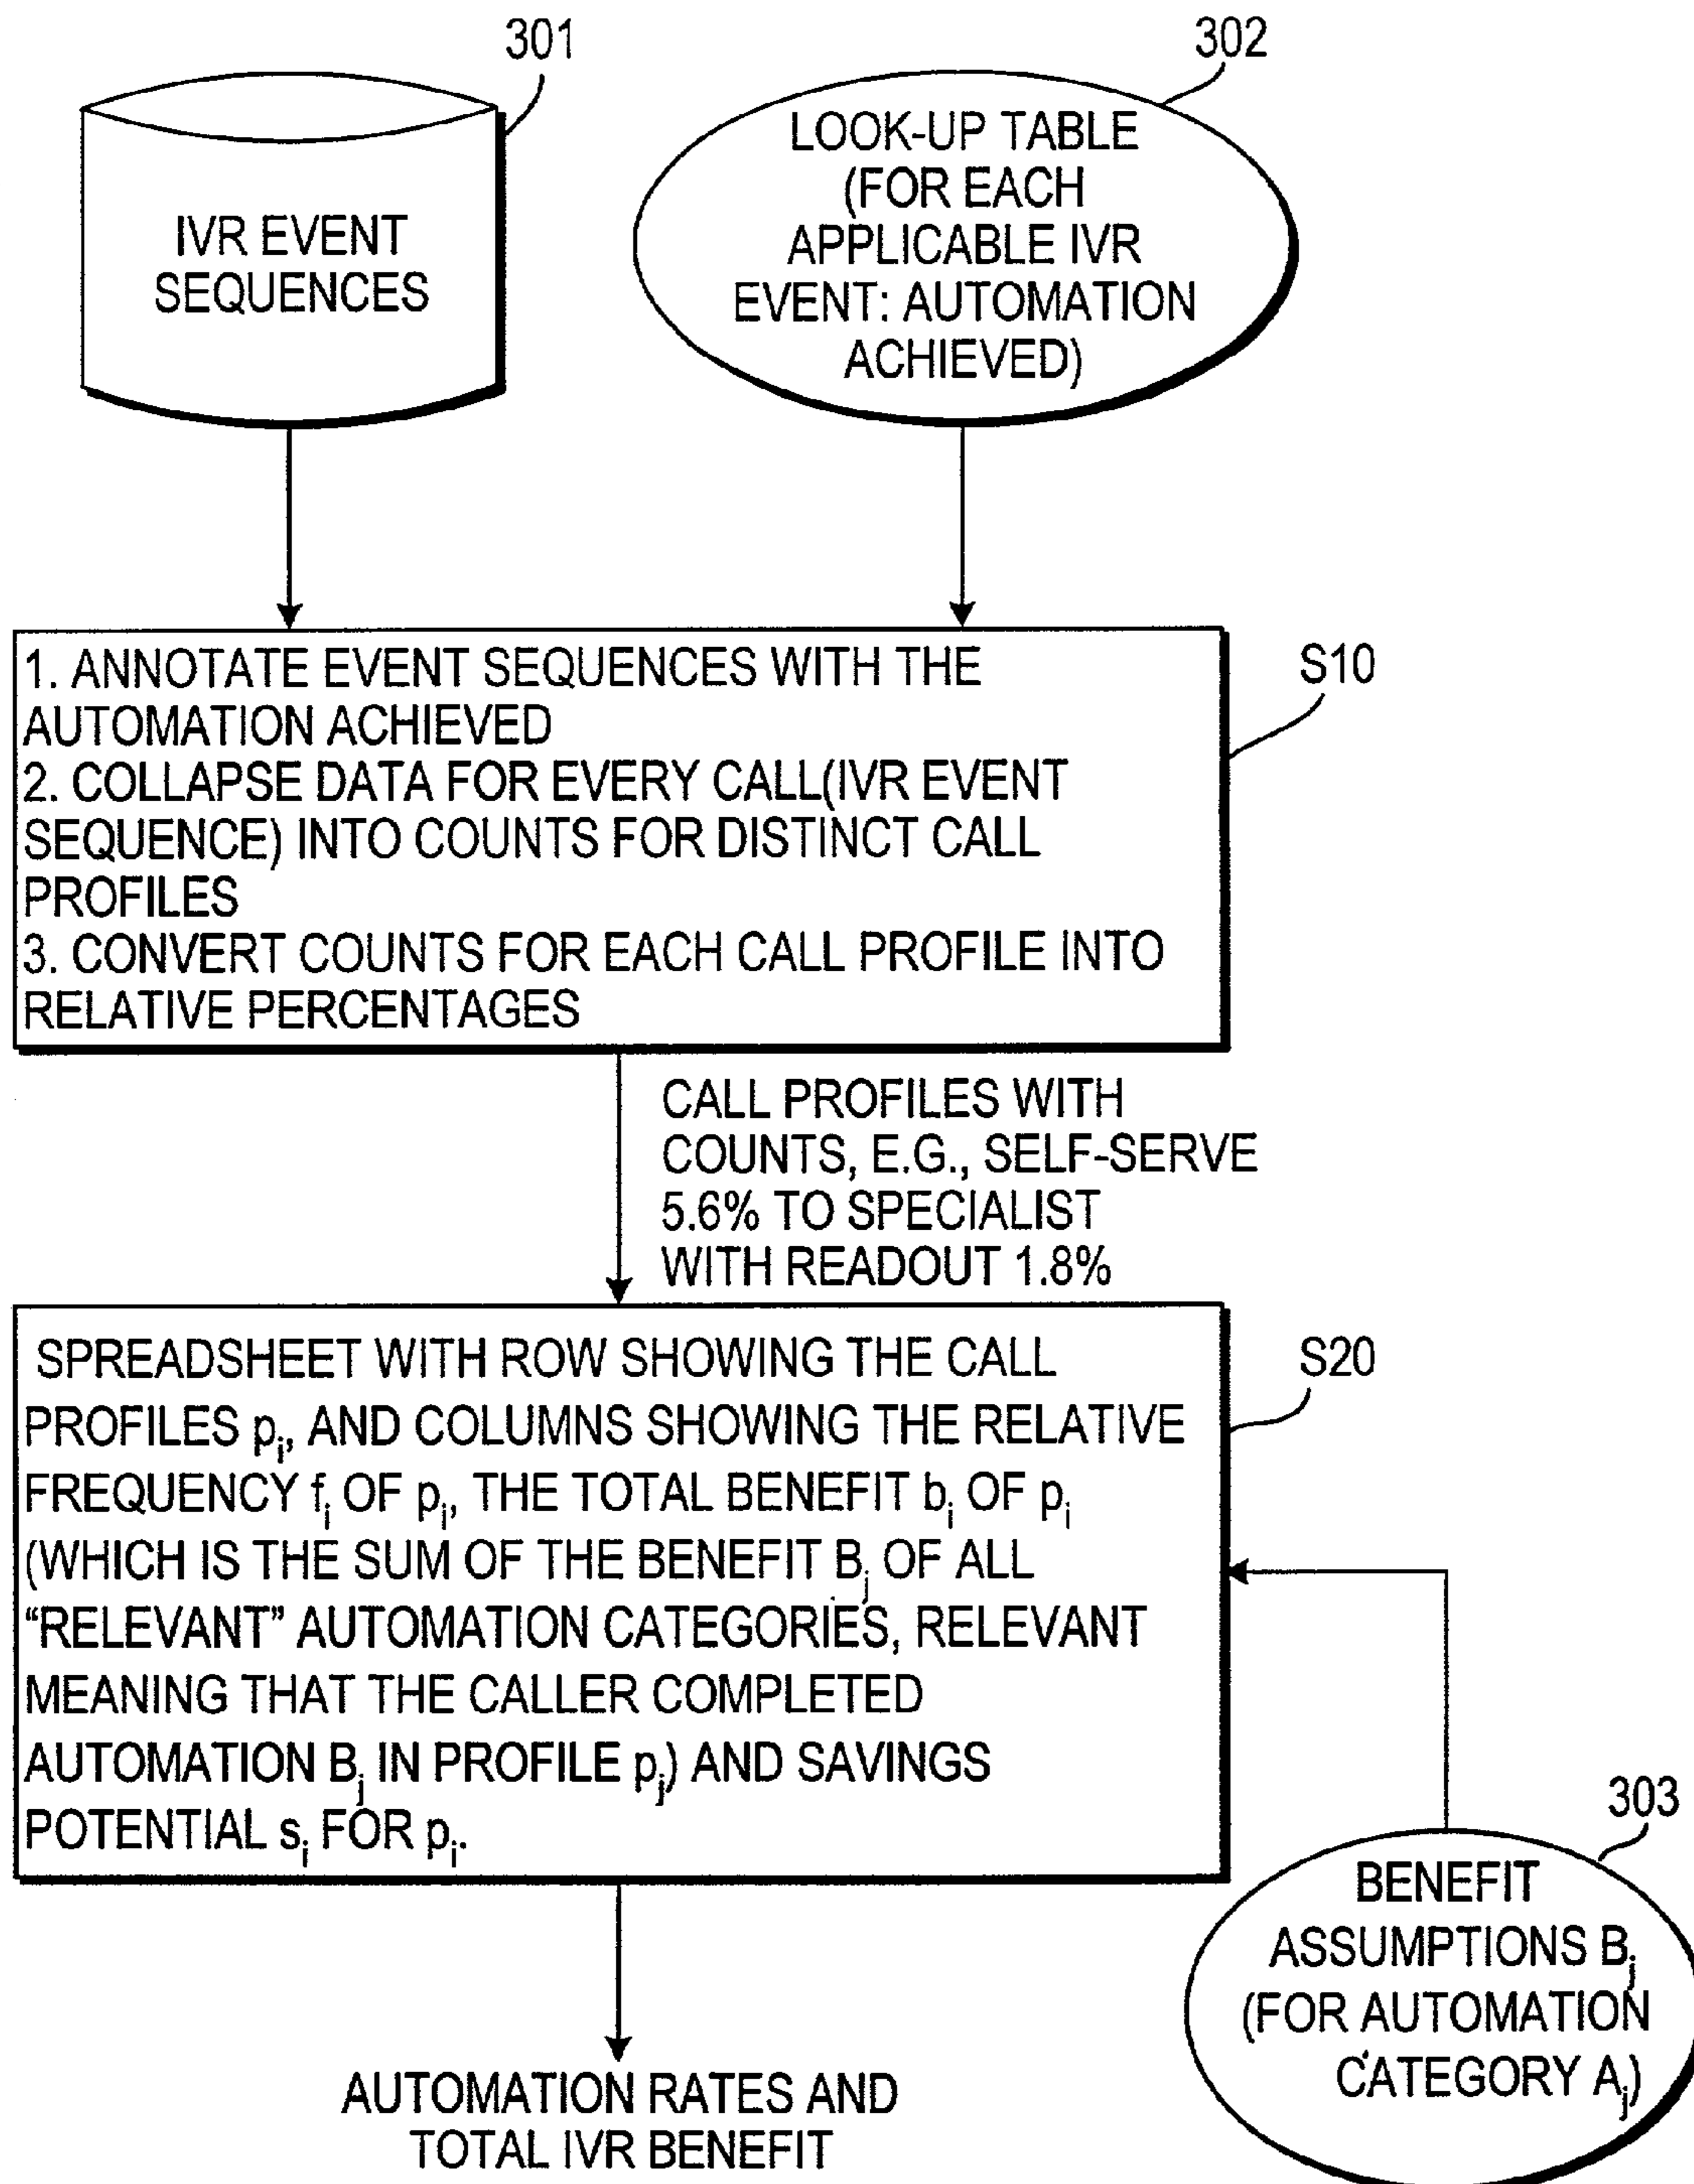 301
302
IVR EVENT
SEQUENCES
LOOK-UP TABLE
(FOR EACH
APPLICABLE IVR
EVENT: AUTOMATION
ACHIEVED)
1. ANNOTATE EVENT SEQUENCES WITH THE
AUTOMATION ACHIEVED
2. COLLAPSE DATA FOR EVERY CALL(IVR EVENT
SEQUENCE) INTO COUNTS FOR DISTINCT CALL
PROFILES
3. CONVERT COUNTS FOR EACH CALL PROFILE INTO
RELATIVE PERCENTAGES
S10
CALL PROFILES WITH
COUNTS, E.G., SELF-SERVE
5.6% TO SPECIALIST
WITH READOUT 1.8%
SPREADSHEET WITH ROW SHOWING THE CALL
PROFILES pi, AND COLUMNS SHOWING THE RELATIVE
FREQUENCY fi OF pi, THE TOTAL BENEFIT bi OF pi
(WHICH IS THE SUM OF THE BENEFIT Bj OF ALL
“RELEVANT” AUTOMATION CATEGORIES, RELEVANT
MEANING THAT THE CALLER COMPLETED
AUTOMATION Bj IN PROFILE pj) AND SAVINGS
POTENTIAL si FOR pi.
S20
303
BENEFIT
ASSUMPTIONS Bj
(FOR AUTOMATION
CATEGORY Aj)
AUTOMATION RATES AND
TOTAL IVR BENEFIT